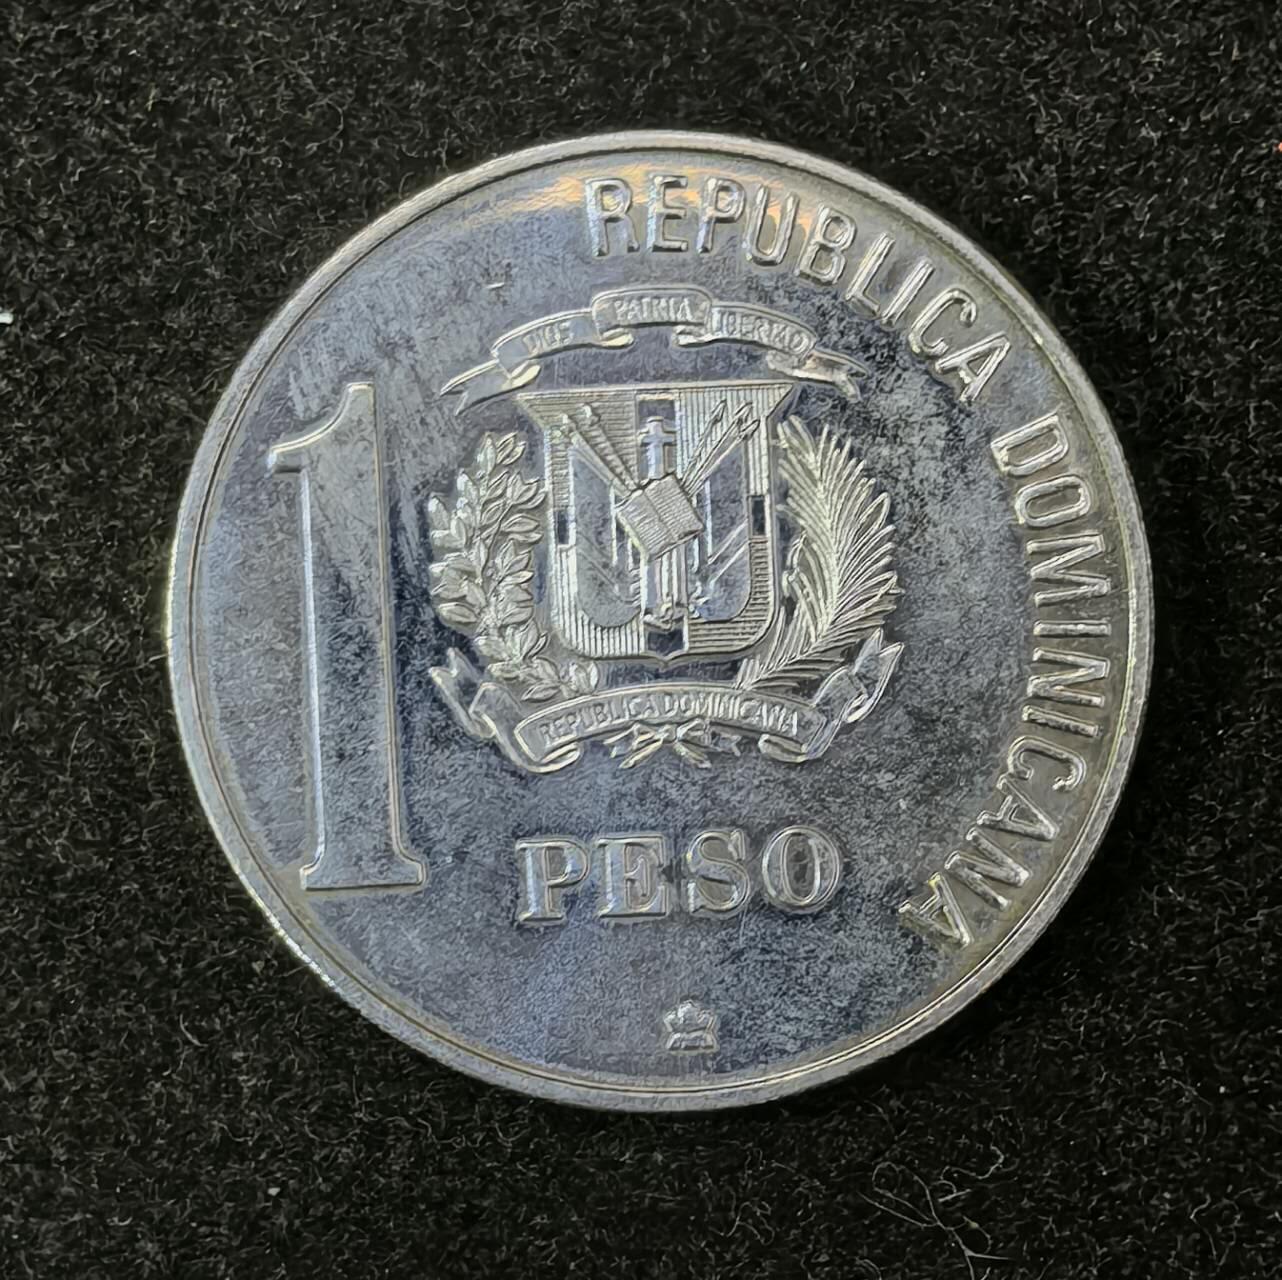 REPUBLICA DOMINICANA
DIOS PATRIA LIBERTAD
1
REPUBLICA DOMINICANA
PESO